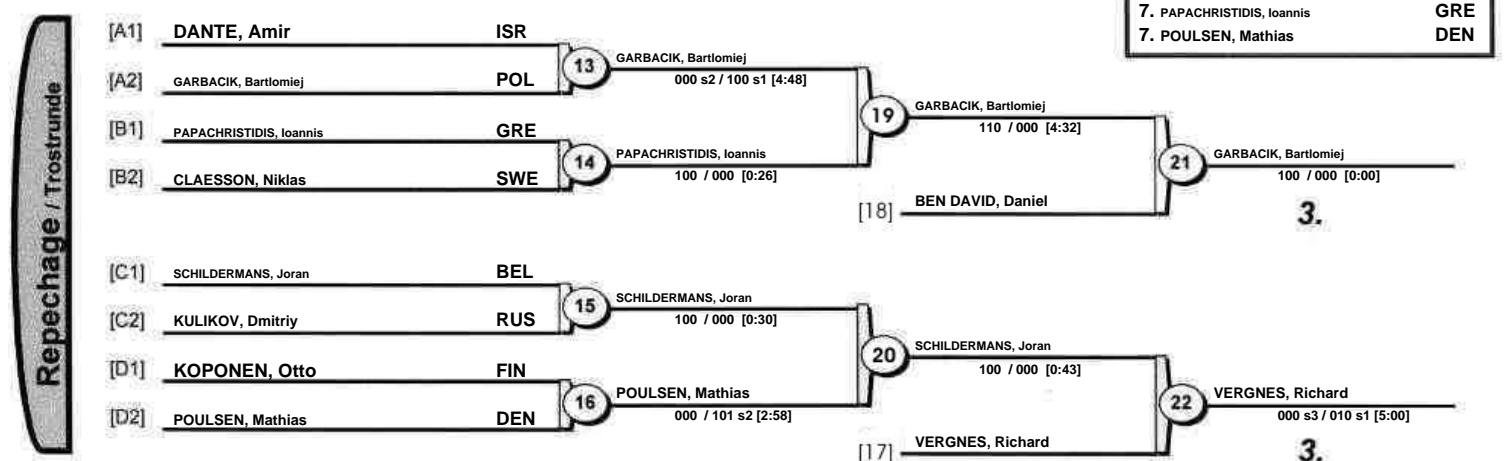 7. PAPACHRISTIDIS, Ioannis GRE
7. POULSEN, Mathias DEN
Repechage / Trostrunde
[A1] DANTE, Amir ISR
[A2] GARBACIK, Bartlomiej POL
13 GARBACIK, Bartlomiej
000 s2 / 100 s1 [4:48]
[B1] PAPACHRISTIDIS, Ioannis GRE
[B2] CLAESSON, Niklas SWE
14 PAPACHRISTIDIS, Ioannis
100 / 000 [0:26]
19 GARBACIK, Bartlomiej
110 / 000 [4:32]
[18] BEN DAVID, Daniel
21 GARBACIK, Bartlomiej
100 / 000 [0:00]
3.
[C1] SCHILDERMANS, Joran BEL
[C2] KULIKOV, Dmitriy RUS
15 SCHILDERMANS, Joran
100 / 000 [0:30]
[D1] KOPONEN, Otto FIN
[D2] POULSEN, Mathias DEN
16 POULSEN, Mathias
000 / 101 s2 [2:58]
20 SCHILDERMANS, Joran
100 / 000 [0:43]
[17] VERGNES, Richard
22 VERGNES, Richard
000 s3 / 010 s1 [5:00]
3.